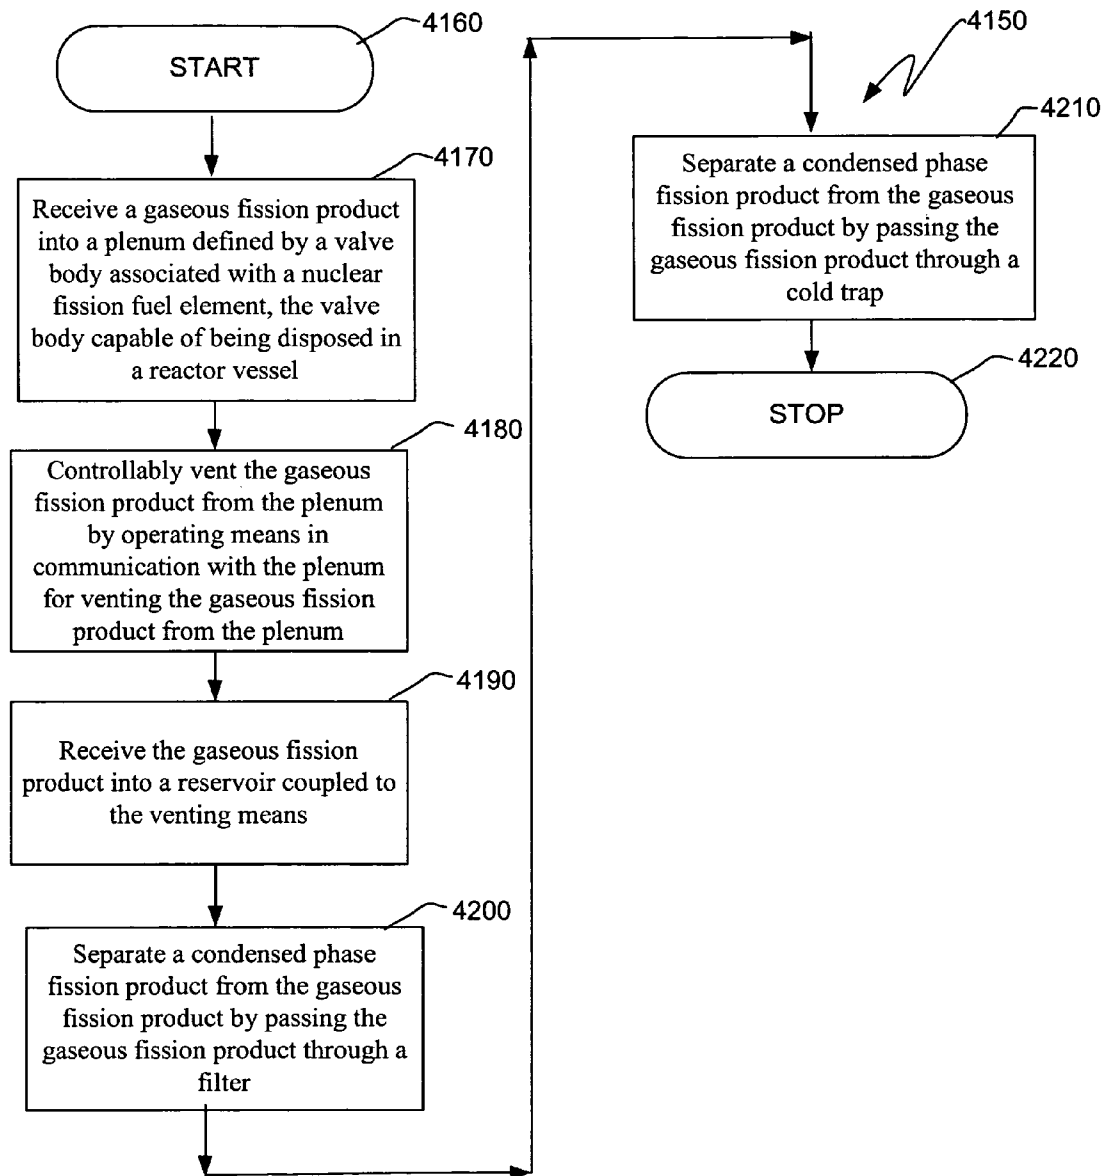 4160
START
4170
Receive a gaseous fission product
into a plenum defined by a valve
body associated with a nuclear
fission fuel element, the valve
body capable of being disposed in
a reactor vessel
4180
Controllably vent the gaseous
fission product from the plenum
by operating means in
communication with the plenum
for venting the gaseous fission
product from the plenum
4190
Receive the gaseous fission
product into a reservoir coupled to
the venting means
4200
Separate a condensed phase
fission product from the gaseous
fission product by passing the
gaseous fission product through a
filter
4150
4210
Separate a condensed phase
fission product from the gaseous
fission product by passing the
gaseous fission product through a
cold trap
4220
STOP